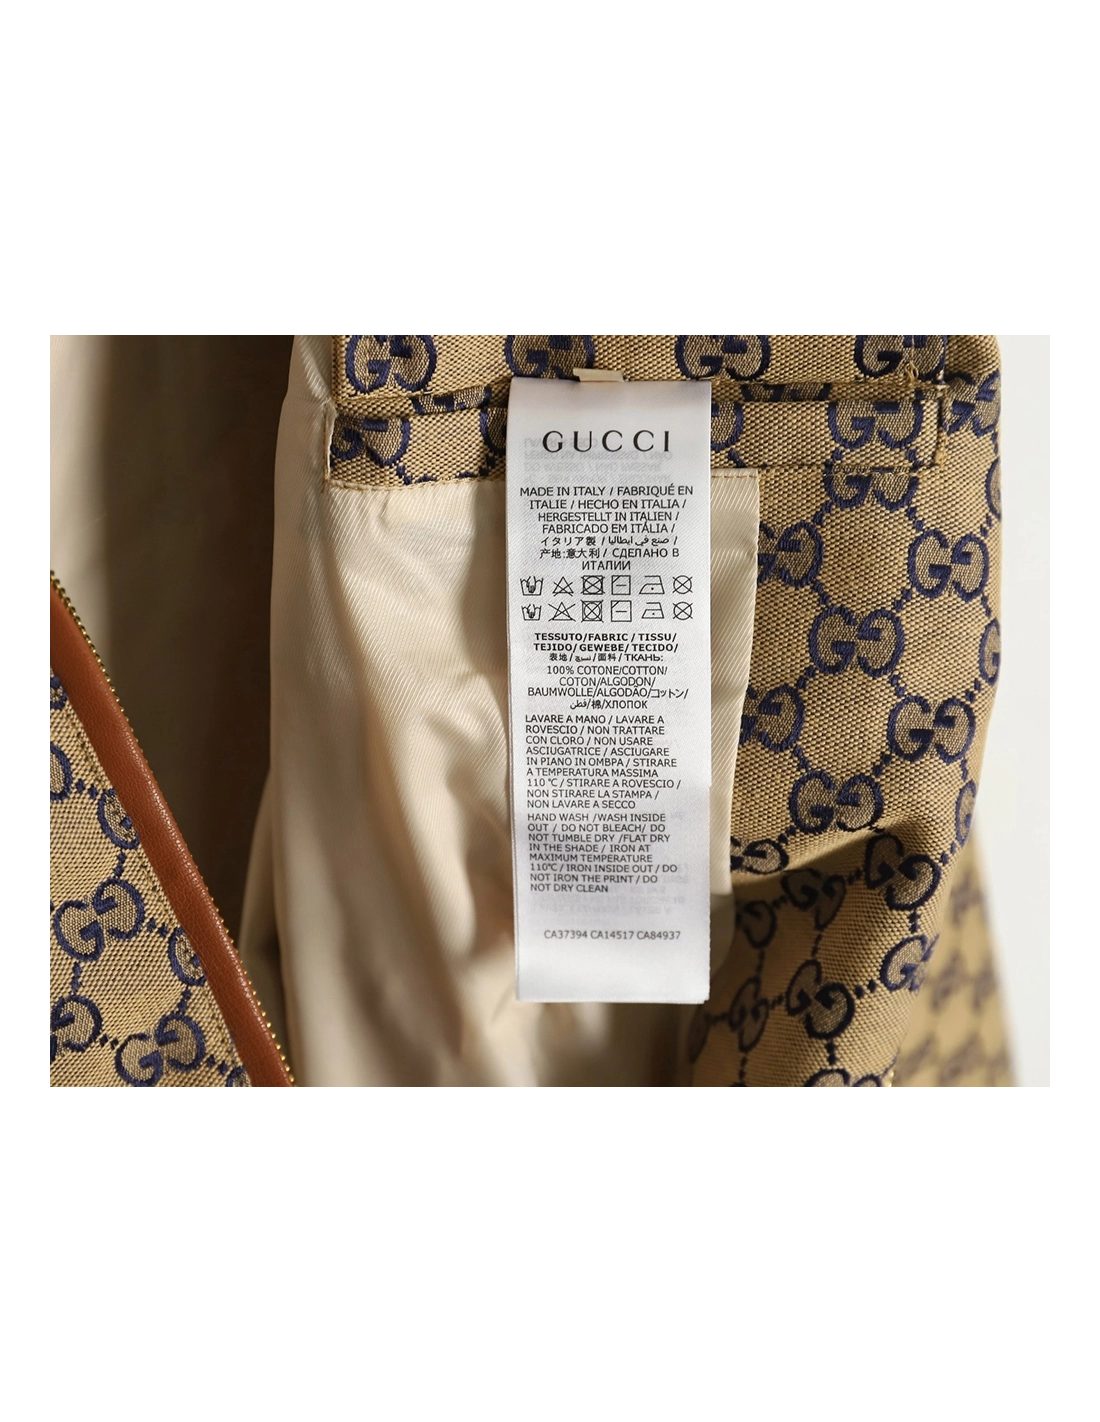 GUCCI
MADE IN ITALY / FABRIQUÉ EN
ITALIE / HECHO EN ITALIA /
HERGESTELLT IN ITALIEN /
FABRICADO EM ITÁLIA /
イタリア製 / صنع في ايطاليا /
产地:意大利 / СДЕЛАНО В
ИТАЛИИ
TESSUTO/FABRIC / TISSU/
TEJIDO/ GEWEBE/ TECIDO/
表地 / نسيج / 面料 / ТКАНЬ:
100% COTONE/COTTON/
COTON/ALGODON/
BAUMWOLLE/ALGODÃO/コットン/
قطن/棉/ХЛОПОК
LAVARE A MANO / LAVARE A
ROVESCIO / NON TRATTARE
CON CLORO / NON USARE
ASCIUGATRICE / ASCIUGARE
IN PIANO IN OMBPA / STIRARE
A TEMPERATURA MASSIMA
110 ℃ / STIRARE A ROVESCIO /
NON STIRARE LA STAMPA /
NON LAVARE A SECCO
HAND WASH /WASH INSIDE
OUT / DO NOT BLEACH/ DO
NOT TUMBLE DRY /FLAT DRY
IN THE SHADE / IRON AT
MAXIMUM TEMPERATURE
110℃ / IRON INSIDE OUT / DO
NOT IRON THE PRINT / DO
NOT DRY CLEAN
CA37394 CA14517 CA84937